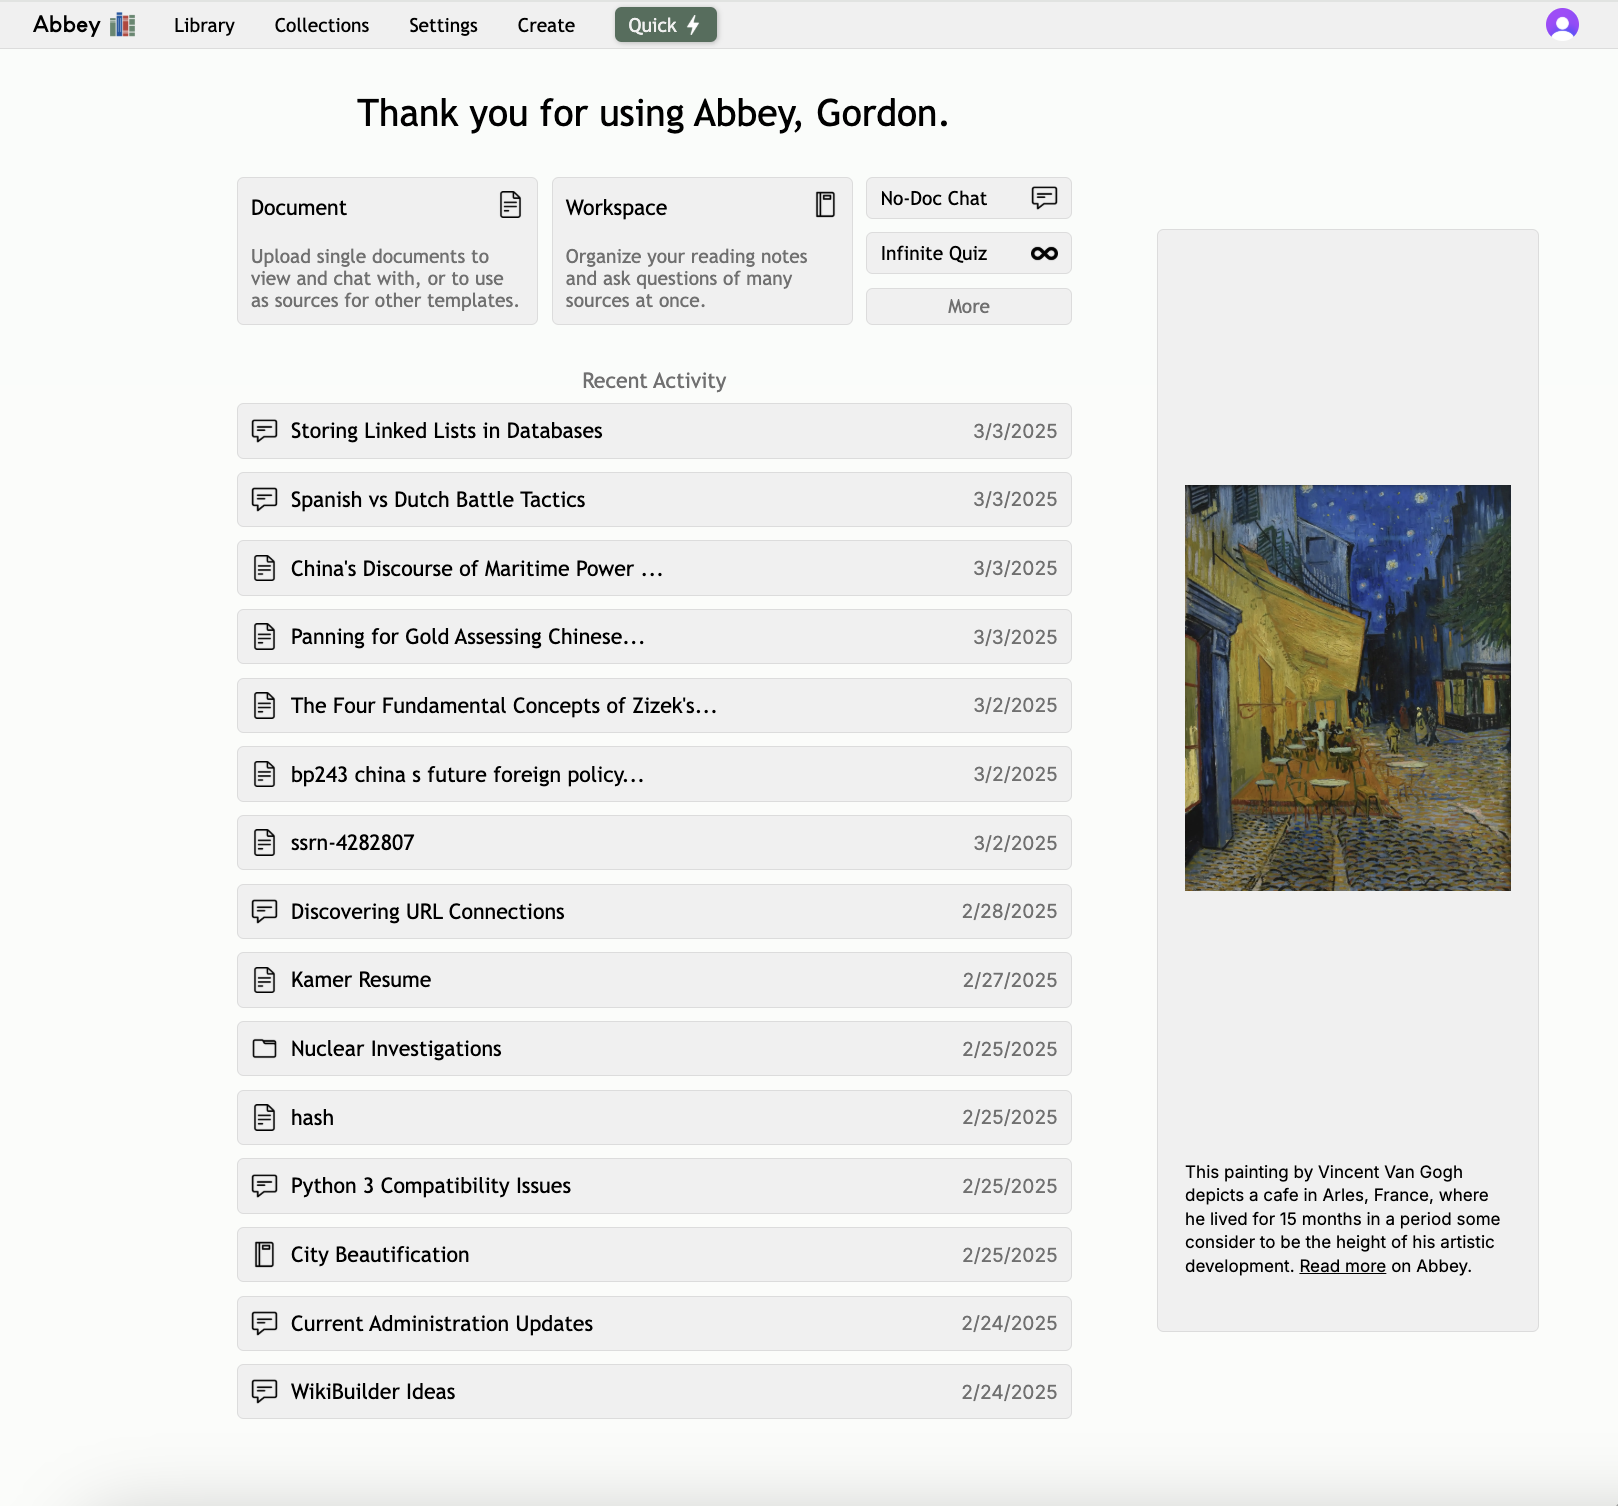 Abbey
Library
Collections
Settings
Create
Quick
Thank you for using Abbey, Gordon.
Document
Upload single documents to
view and chat with, or to use
as sources for other templates.
Workspace
Organize your reading notes
and ask questions of many
sources at once.
No-Doc Chat
Infinite Quiz
More
Recent Activity
Storing Linked Lists in Databases 3/3/2025
Spanish vs Dutch Battle Tactics 3/3/2025
China's Discourse of Maritime Power ... 3/3/2025
Panning for Gold Assessing Chinese... 3/3/2025
The Four Fundamental Concepts of Zizek's... 3/2/2025
bp243 china s future foreign policy... 3/2/2025
ssrn-4282807 3/2/2025
Discovering URL Connections 2/28/2025
Kamer Resume 2/27/2025
Nuclear Investigations 2/25/2025
hash 2/25/2025
Python 3 Compatibility Issues 2/25/2025
City Beautification 2/25/2025
Current Administration Updates 2/24/2025
WikiBuilder Ideas 2/24/2025
This painting by Vincent Van Gogh
depicts a cafe in Arles, France, where
he lived for 15 months in a period some
consider to be the height of his artistic
development. Read more on Abbey.